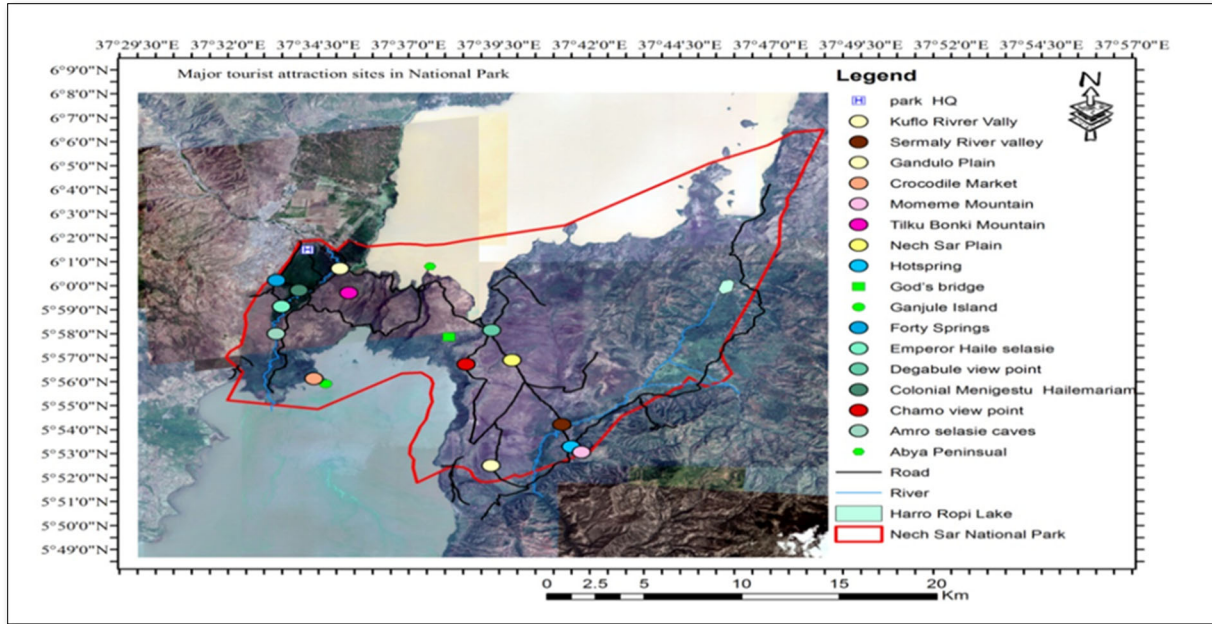 37°29'30"E 37°32'0"E 37°34'30"E 37°37'0"E 37°39'30"E 37°42'0"E 37°44'30"E 37°47'0"E 37°49'30"E 37°52'0"E 37°54'30"E 37°57'0"E
Major tourist attraction sites in National Park
6°9'0"N
6°8'0"N
6°7'0"N
6°6'0"N
6°5'0"N
6°4'0"N
6°3'0"N
6°2'0"N
6°1'0"N
6°0'0"N
5°59'0"N
5°58'0"N
5°57'0"N
5°56'0"N
5°55'0"N
5°54'0"N
5°53'0"N
5°52'0"N
5°51'0"N
5°50'0"N
5°49'0"N
H
Legend
N
H park HQ
Kuflo Rivrer Vally
Sermaly River valley
Gandulo Plain
Crocodile Market
Momeme Mountain
Tilku Bonki Mountain
Nech Sar Plain
Hotspring
God's bridge
Ganjule Island
Forty Springs
Emperor Haile selasie
Degabule view point
Colonial Menigestu Hailemariam
Chamo view point
Amro selasie caves
Abya Peninsual
Road
River
Harro Ropi Lake
Nech Sar National Park
0 2.5 5 10 15 20
Km